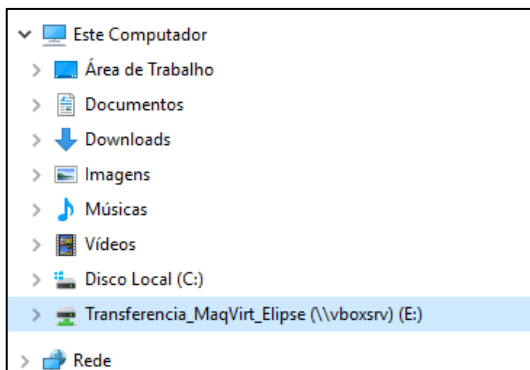 Este Computador
Área de Trabalho
Documentos
Downloads
Imagens
Músicas
Vídeos
Disco Local (C:)
Transferencia_MaqVirt_Elipse (\\vboxsrv) (E:)
Rede